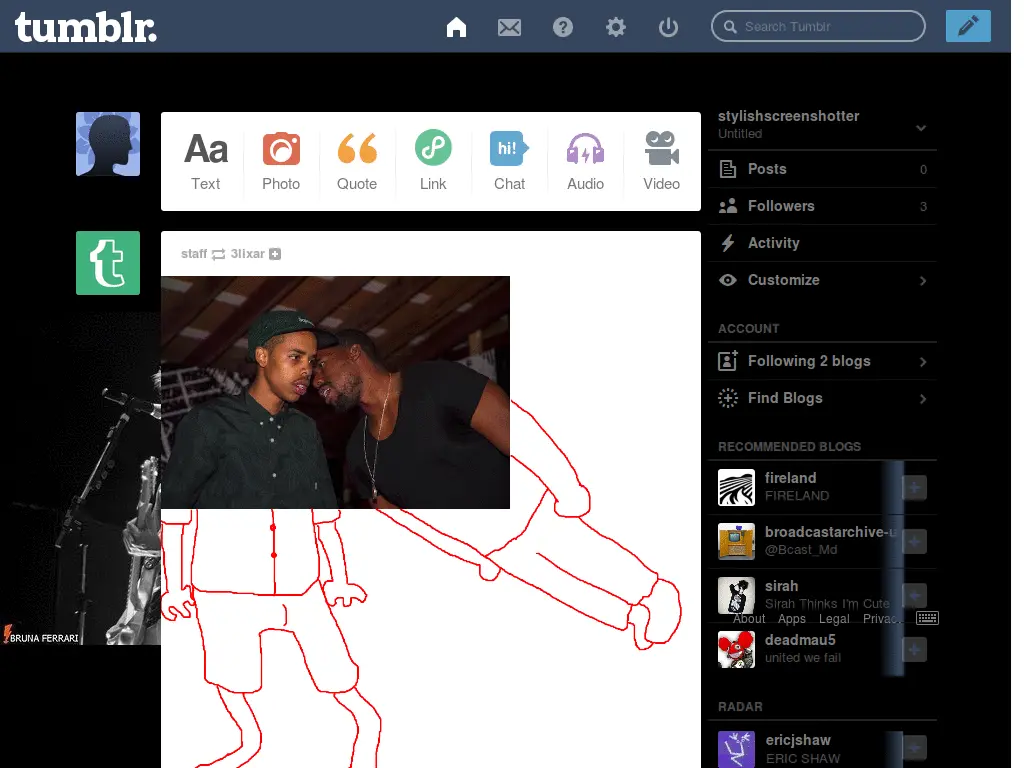 tumblr.
Search Tumblr
Aa
Text
Photo
Quote
Link
hi!
Chat
Audio
Video
staff 3lixar
BRUNA FERRARI
stylishscreenshotter
Untitled
Posts 0
Followers 3
Activity
Customize
ACCOUNT
Following 2 blogs
Find Blogs
RECOMMENDED BLOGS
fireland
FIRELAND
broadcastarchive-u
@Bcast_Md
sirah
Sirah Thinks I'm Cute
About Apps Legal Privac
deadmau5
united we fail
RADAR
ericjshaw
ERIC SHAW